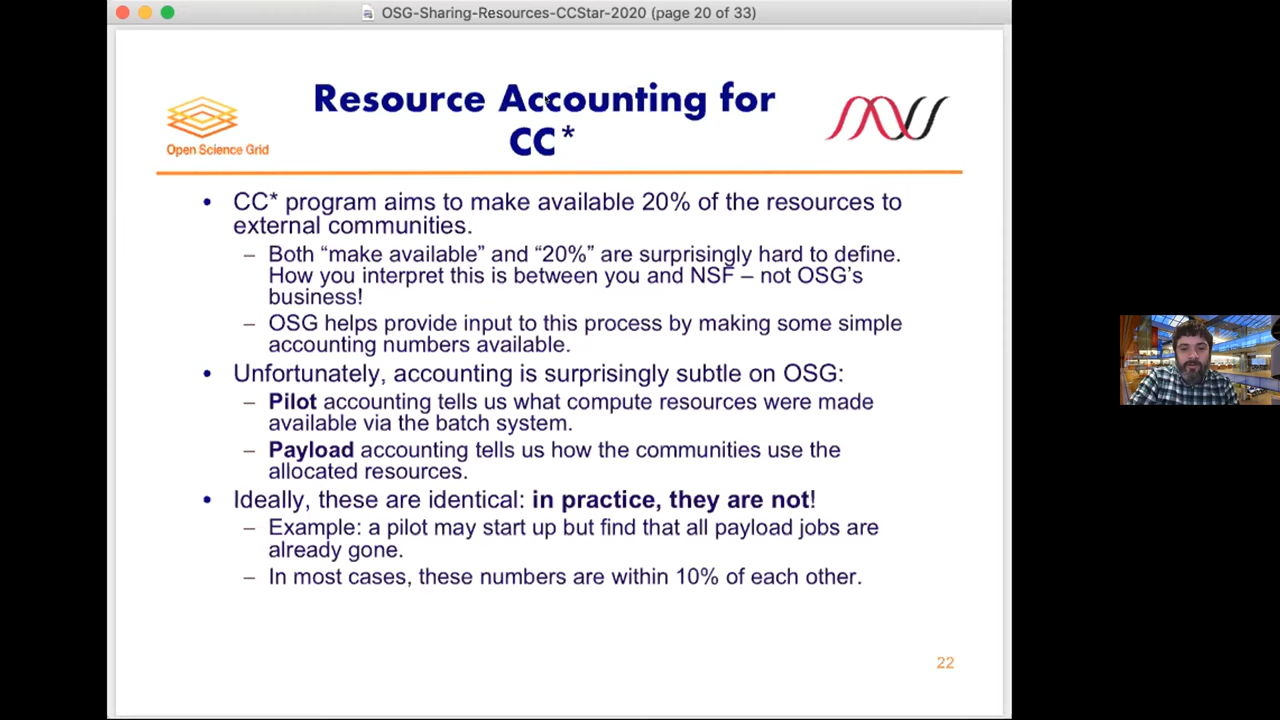 OSG-Sharing-Resources-CCStar-2020 (page 20 of 33)
Resource Accounting for
CC*
Open Science Grid
• CC* program aims to make available 20% of the resources to
external communities.
– Both “make available” and “20%” are surprisingly hard to define.
How you interpret this is between you and NSF – not OSG’s
business!
– OSG helps provide input to this process by making some simple
accounting numbers available.
• Unfortunately, accounting is surprisingly subtle on OSG:
– Pilot accounting tells us what compute resources were made
available via the batch system.
– Payload accounting tells us how the communities use the
allocated resources.
• Ideally, these are identical: in practice, they are not!
– Example: a pilot may start up but find that all payload jobs are
already gone.
– In most cases, these numbers are within 10% of each other.
22